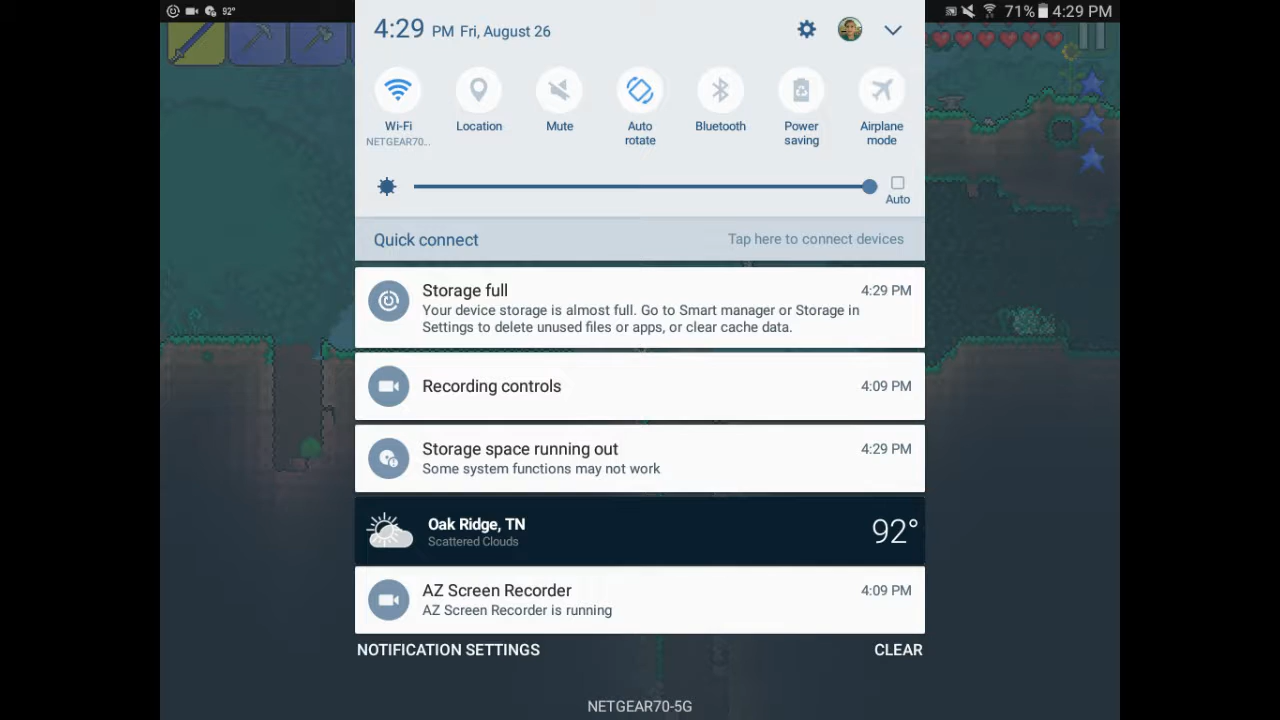 92°
71% 4:29 PM
4:29 PM Fri, August 26
Wi-Fi
NETGEAR70...
Location
Mute
Auto
rotate
Bluetooth
Power
saving
Airplane
mode
Auto
Quick connect
Tap here to connect devices
Storage full
4:29 PM
Your device storage is almost full. Go to Smart manager or Storage in
Settings to delete unused files or apps, or clear cache data.
Recording controls
4:09 PM
Storage space running out
4:29 PM
Some system functions may not work
Oak Ridge, TN
Scattered Clouds
92°
AZ Screen Recorder
4:09 PM
AZ Screen Recorder is running
NOTIFICATION SETTINGS
CLEAR
NETGEAR70-5G